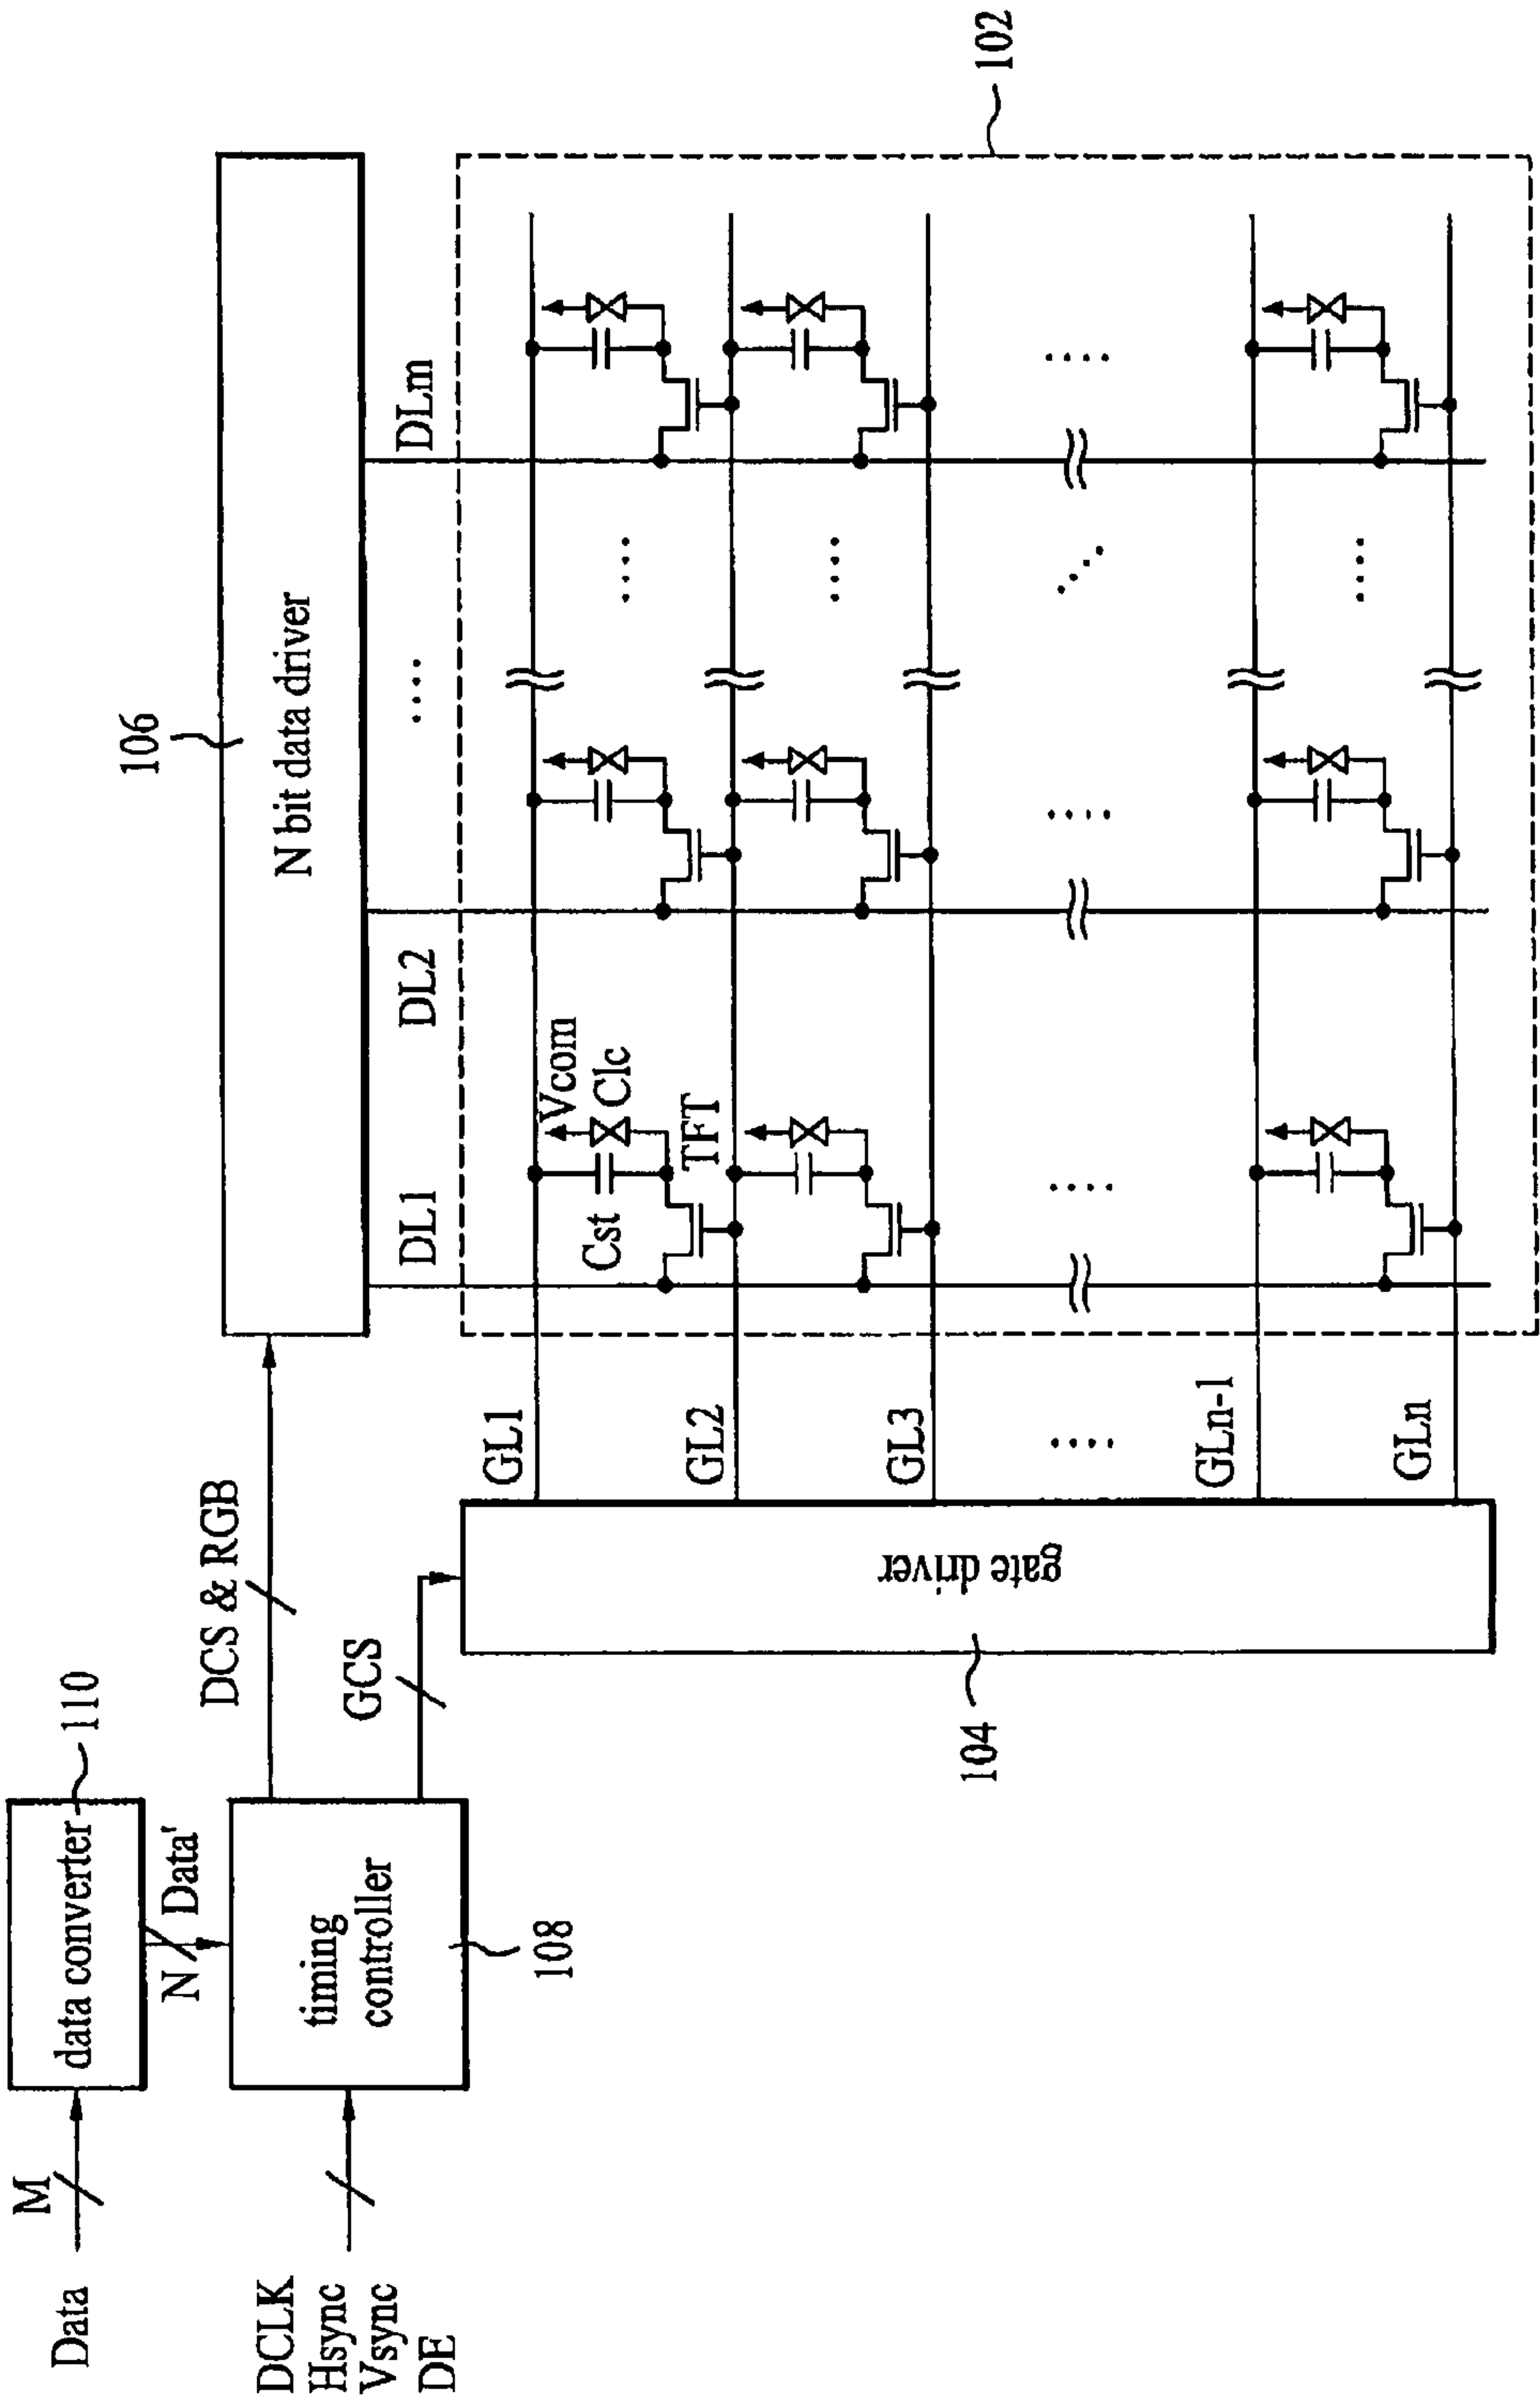 M
Data
data converter
110
N
Data'
DCLK
Hsync
Vsync
DE
timing
controller
108
DCS & RGB
GCS
106
N bit data driver
DL1
DL2
....
DLm
102
104
gate driver
GL1
GL2
GL3
....
GLn-1
GLn
Vcom
Clc
Cst
TFT